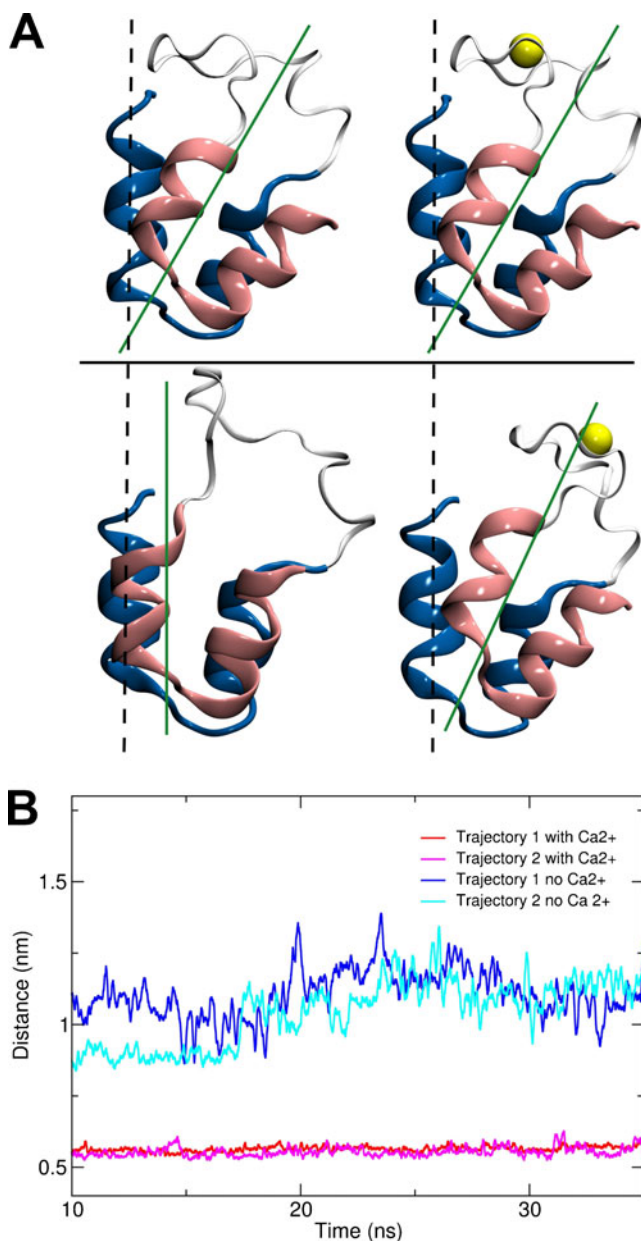 A
B
Trajectory 1 with Ca2+
Trajectory 2 with Ca2+
Trajectory 1 no Ca2+
Trajectory 2 no Ca 2+
1.5
1
0.5
Distance (nm)
10
20
30
Time (ns)